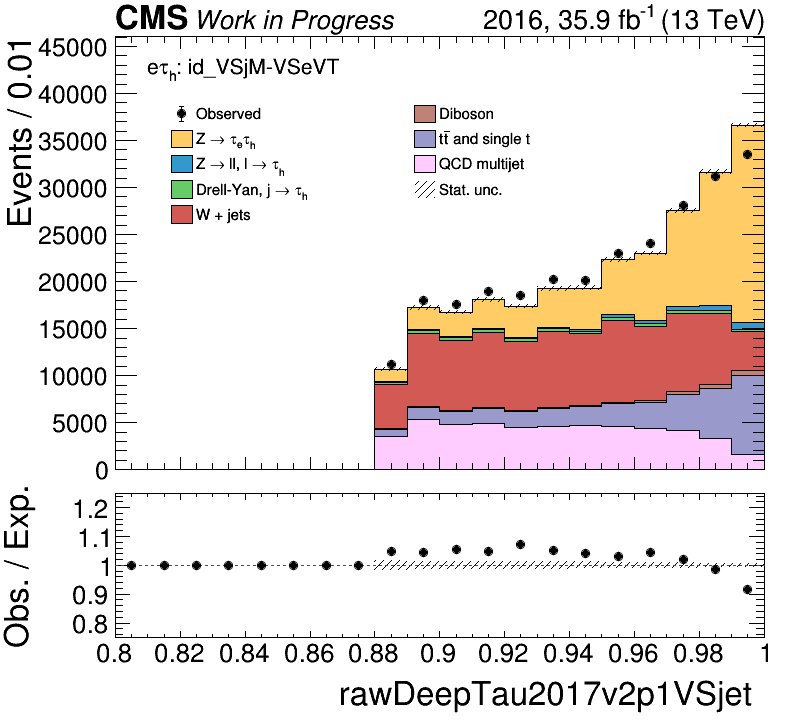 CMS Work in Progress 2016, 35.9 fb⁻¹ (13 TeV)
Events / 0.01
45000
40000
35000
30000
25000
20000
15000
10000
5000
0
eτₕ: id_VSjM-VSeVT
Observed
Z → τₑτₕ
Z → ll, l → τₕ
Drell-Yan, j → τₕ
W + jets
Diboson
tt̄ and single t
QCD multijet
Stat. unc.
Obs. / Exp.
1.2
1.1
1
0.9
0.8
0.8 0.82 0.84 0.86 0.88 0.9 0.92 0.94 0.96 0.98 1
rawDeepTau2017v2p1VSjet